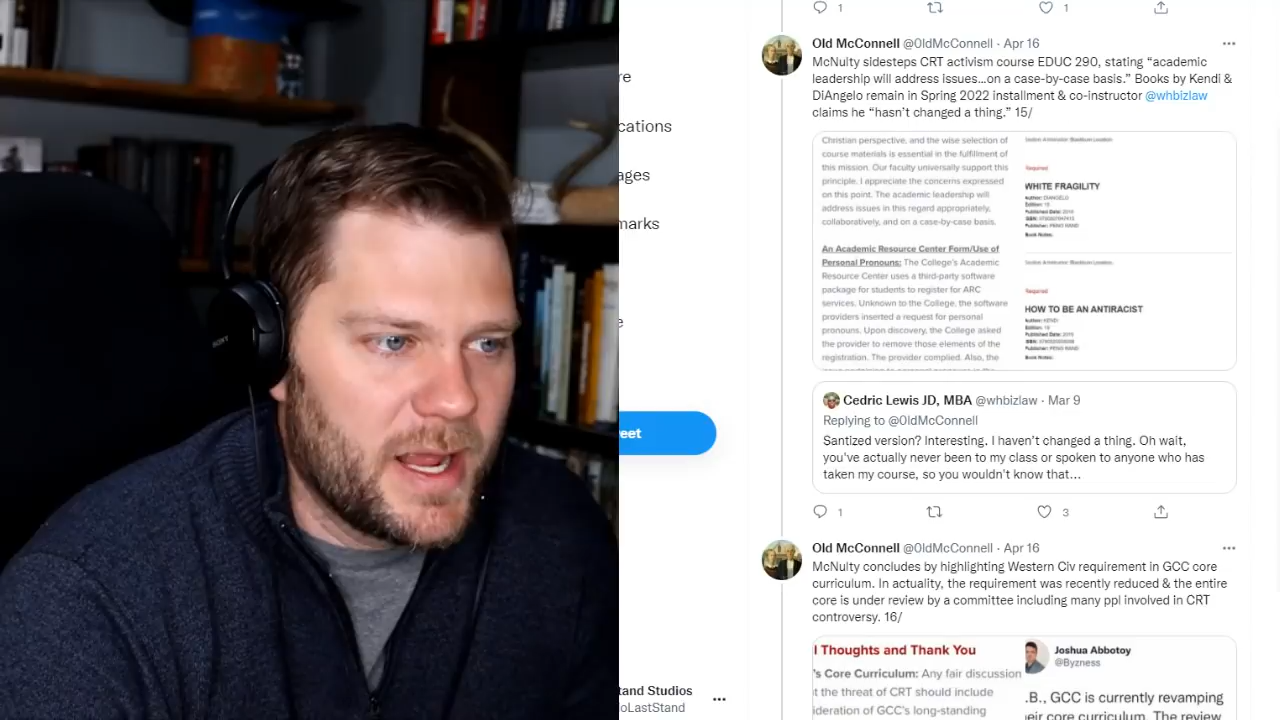 SONY
re
cations
ages
marks
e
eet
tand Studios
oLastStand
1
1
Old McConnell @OldMcConnell · Apr 16
McNulty sidesteps CRT activism course EDUC 290, stating “academic
leadership will address issues...on a case-by-case basis.” Books by Kendi &
DiAngelo remain in Spring 2022 installment & co-instructor @whbizlaw
claims he “hasn’t changed a thing.” 15/
Christian perspective, and the wise selection of
course materials is essential in the fulfillment of
this mission. Our faculty universally support this
principle. I appreciate the concerns expressed
on this point. The academic leadership will
address issues in this regard appropriately,
collaboratively, and on a case-by-case basis.
An Academic Resource Center Form/Use of
Personal Pronouns: The College's Academic
Resource Center uses a third-party software
package for students to register for ARC
services. Unknown to the College, the software
providers inserted a request for personal
pronouns. Upon discovery, the College asked
the provider to remove those elements of the
registration. The provider complied. Also, the
Required
WHITE FRAGILITY
Author: DIANGELO
Book Notes:
Required
HOW TO BE AN ANTIRACIST
Author: KENDI
Book Notes:
Cedric Lewis JD, MBA @whbizlaw · Mar 9
Replying to @OldMcConnell
Santized version? Interesting. I haven’t changed a thing. Oh wait,
you’ve actually never been to my class or spoken to anyone who has
taken my course, so you wouldn’t know that...
1
3
Old McConnell @OldMcConnell · Apr 16
McNulty concludes by highlighting Western Civ requirement in GCC core
curriculum. In actuality, the requirement was recently reduced & the entire
core is under review by a committee including many ppl involved in CRT
controversy. 16/
l Thoughts and Thank You
's Core Curriculum: Any fair discussion
t the threat of CRT should include
ideration of GCC's long-standing
Joshua Abbotoy
@Byzness
.B., GCC is currently revamping
eir core curriculum. The review